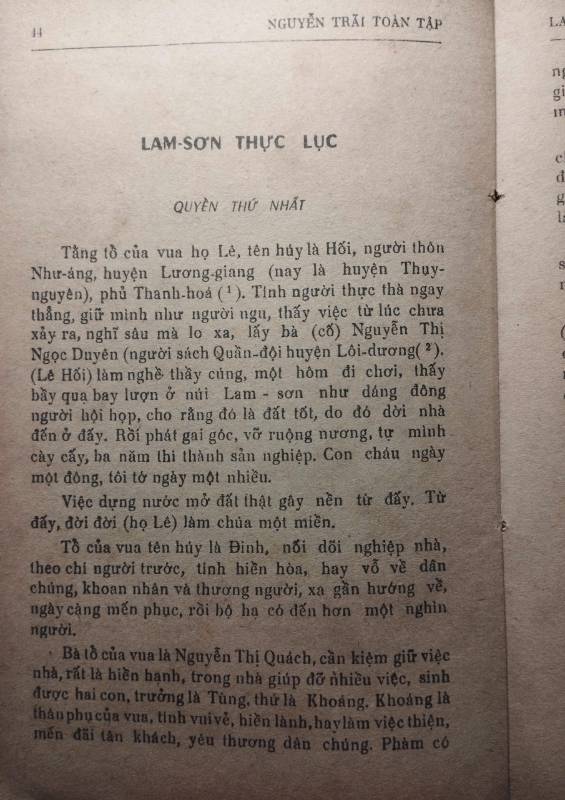 44
NGUYỄN TRÃI TOÀN TẬP
LAM-SƠN THỰC LỤC
QUYỂN THỨ NHẤT
Tằng tổ của vua họ Lê, tên húy là Hối, người thôn
Như-áng, huyện Lương-giang (nay là huyện Thụy-
nguyên), phủ Thanh-hoá (¹). Tính người thực thà ngay
thẳng, giữ mình như người ngu, thấy việc từ lúc chưa
xảy ra, nghĩ sâu mà lo xa, lấy bà (cố) Nguyễn Thị
Ngọc Duyên (người sách Quần-đội huyện Lôi-dương(²).
(Lê Hối) làm nghề thầy cúng, một hôm đi chơi, thấy
bầy quạ bay lượn ở núi Lam - sơn như dáng đông
người hội họp, cho rằng đó là đất tốt, do đó dời nhà
đến ở đấy. Rồi phát gai góc, vỡ ruộng nương, tự mình
cày cấy, ba năm thì thành sản nghiệp. Con cháu ngày
một đông, tôi tớ ngày một nhiều.
Việc dựng nước mở đất thật gây nền từ đấy. Từ
đấy, đời đời (họ Lê) làm chúa một miền.
Tổ của vua tên húy là Đinh, nối dõi nghiệp nhà,
theo chí người trước, tính hiền hòa, hay vỗ về dân
chúng, khoan nhân và thương người, xa gần hướng về,
ngày càng mến phục, rồi bộ hạ có đến hơn một nghìn
người.
Bà tổ của vua là Nguyễn Thị Quách, cần kiệm giữ việc
nhà, rất là hiền hạnh, trong nhà giúp đỡ nhiều việc, sinh
được hai con, trưởng là Tùng, thứ là Khoáng. Khoáng là
thân phụ của vua, tính vui vẻ, hiền lành, hay làm việc thiện,
mến đãi tân khách, yêu thương dân chúng. Phàm có